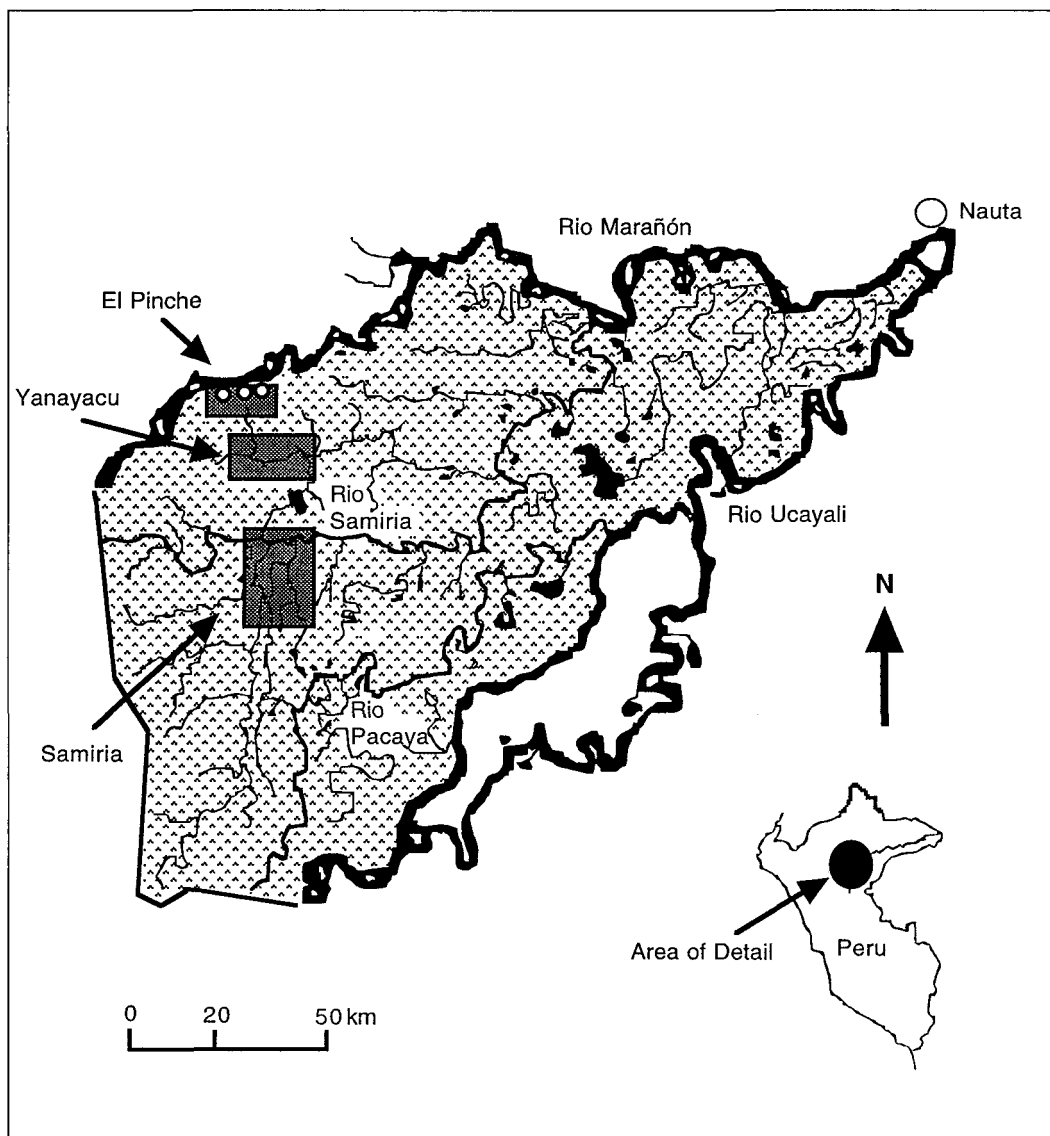 Nauta
Rio Marañón
El Pinche
Yanayacu
Rio
Samiria
Rio Ucayali
N
Rio
Pacaya
Samiria
Area of Detail
Peru
0 20 50 km